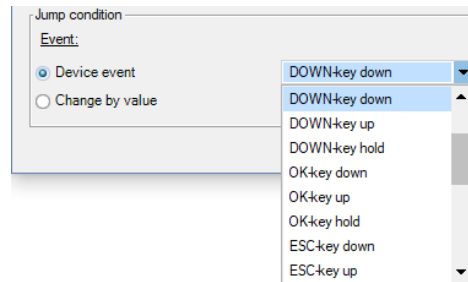 Jump condition
Event:
Device event
DOWN-key down
Change by value
DOWN-key down
DOWN-key up
DOWN-key hold
OK-key down
OK-key up
OK-key hold
ESC-key down
ESC-key up